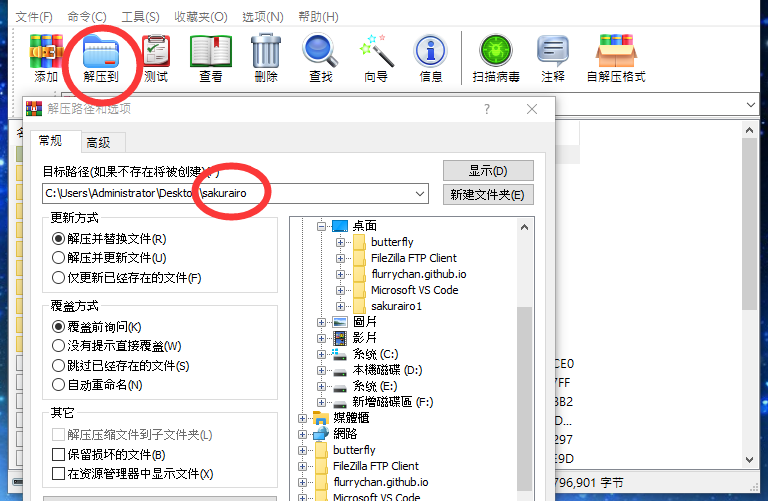 文件(F) 命令(C) 工具(S) 收藏夹(O) 选项(N) 帮助(H)
添加 解压到 测试 查看 删除 查找 向导 信息 扫描病毒 注释 自解压格式
解压路径和选项 ?
常规 高级
目标路径(如果不存在将被创建)
显示(D)
C:\Users\Administrator\Desktop\sakurairo
新建文件夹(E)
更新方式
解压并替换文件(R)
解压并更新文件(U)
仅更新已经存在的文件(F)
覆盖方式
覆盖前询问(K)
没有提示直接覆盖(W)
跳过已经存在的文件(S)
自动重命名(N)
其它
解压压缩文件到子文件夹(L)
保留损坏的文件(B)
在资源管理器中显示文件(X)
桌面
butterfly
FileZilla FTP Client
flurrychan.github.io
Microsoft VS Code
sakurairo1
圖片
影片
系统 (C:)
本機磁碟 (D:)
系统 (E:)
新增磁碟區 (F:)
媒體櫃
網路
butterfly
FileZilla FTP Client
flurrychan.github.io
Microsoft VS Code
CE0
7FF
3B2
D...
297
E9D
796,901 字节